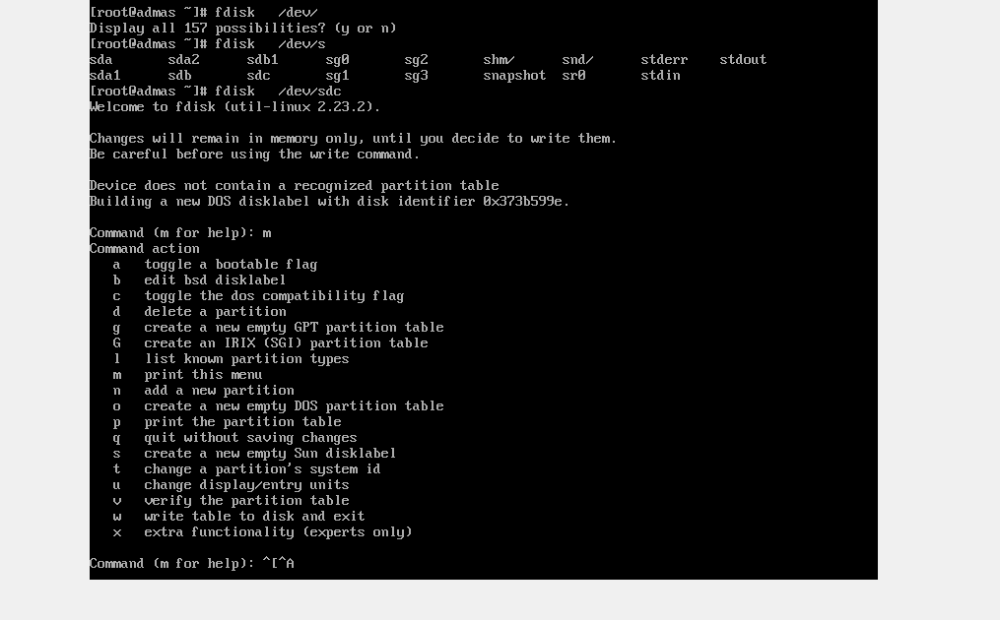 [root@admas ~]# fdisk   /dev/
Display all 157 possibilities? (y or n)
[root@admas ~]# fdisk   /dev/s
sda       sda2      sdb1      sg0       sg2       shm/      snd/      stderr    stdout
sda1      sdb       sdc       sg1       sg3       snapshot  sr0       stdin
[root@admas ~]# fdisk   /dev/sdc
Welcome to fdisk (util-linux 2.23.2).

Changes will remain in memory only, until you decide to write them.
Be careful before using the write command.

Device does not contain a recognized partition table
Building a new DOS disklabel with disk identifier 0x373b599e.

Command (m for help): m
Command action
   a   toggle a bootable flag
   b   edit bsd disklabel
   c   toggle the dos compatibility flag
   d   delete a partition
   g   create a new empty GPT partition table
   G   create an IRIX (SGI) partition table
   l   list known partition types
   m   print this menu
   n   add a new partition
   o   create a new empty DOS partition table
   p   print the partition table
   q   quit without saving changes
   s   create a new empty Sun disklabel
   t   change a partition's system id
   u   change display/entry units
   v   verify the partition table
   w   write table to disk and exit
   x   extra functionality (experts only)

Command (m for help): ^[^A